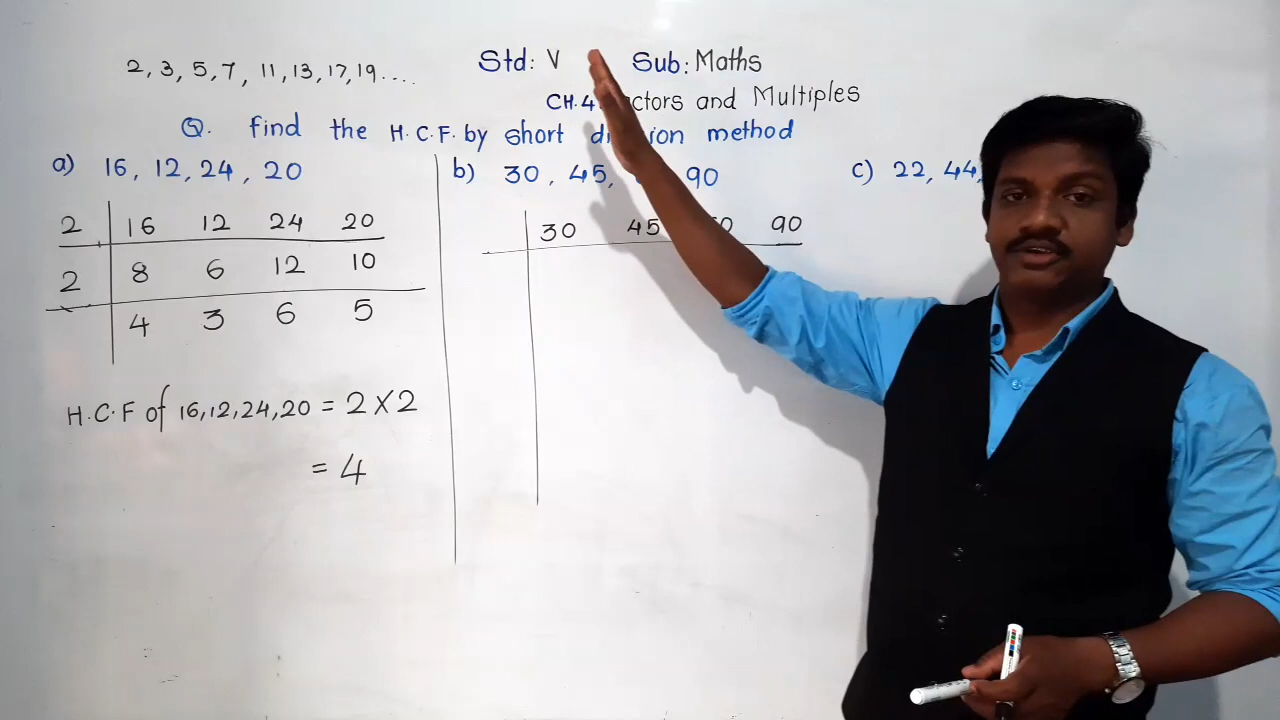 2, 3, 5, 7, 11, 13, 17, 19....
Std: V Sub: Maths
CH. 4 ctors and Multiples
Q. find the H.C.F. by short division method
a) 16, 12, 24, 20
b) 30, 45, 90
c) 22, 44,
2 16 12 24 20
2 8 6 12 10
4 3 6 5
30 45 0 90
H.C.F of 16,12,24,20 = 2 X 2
= 4